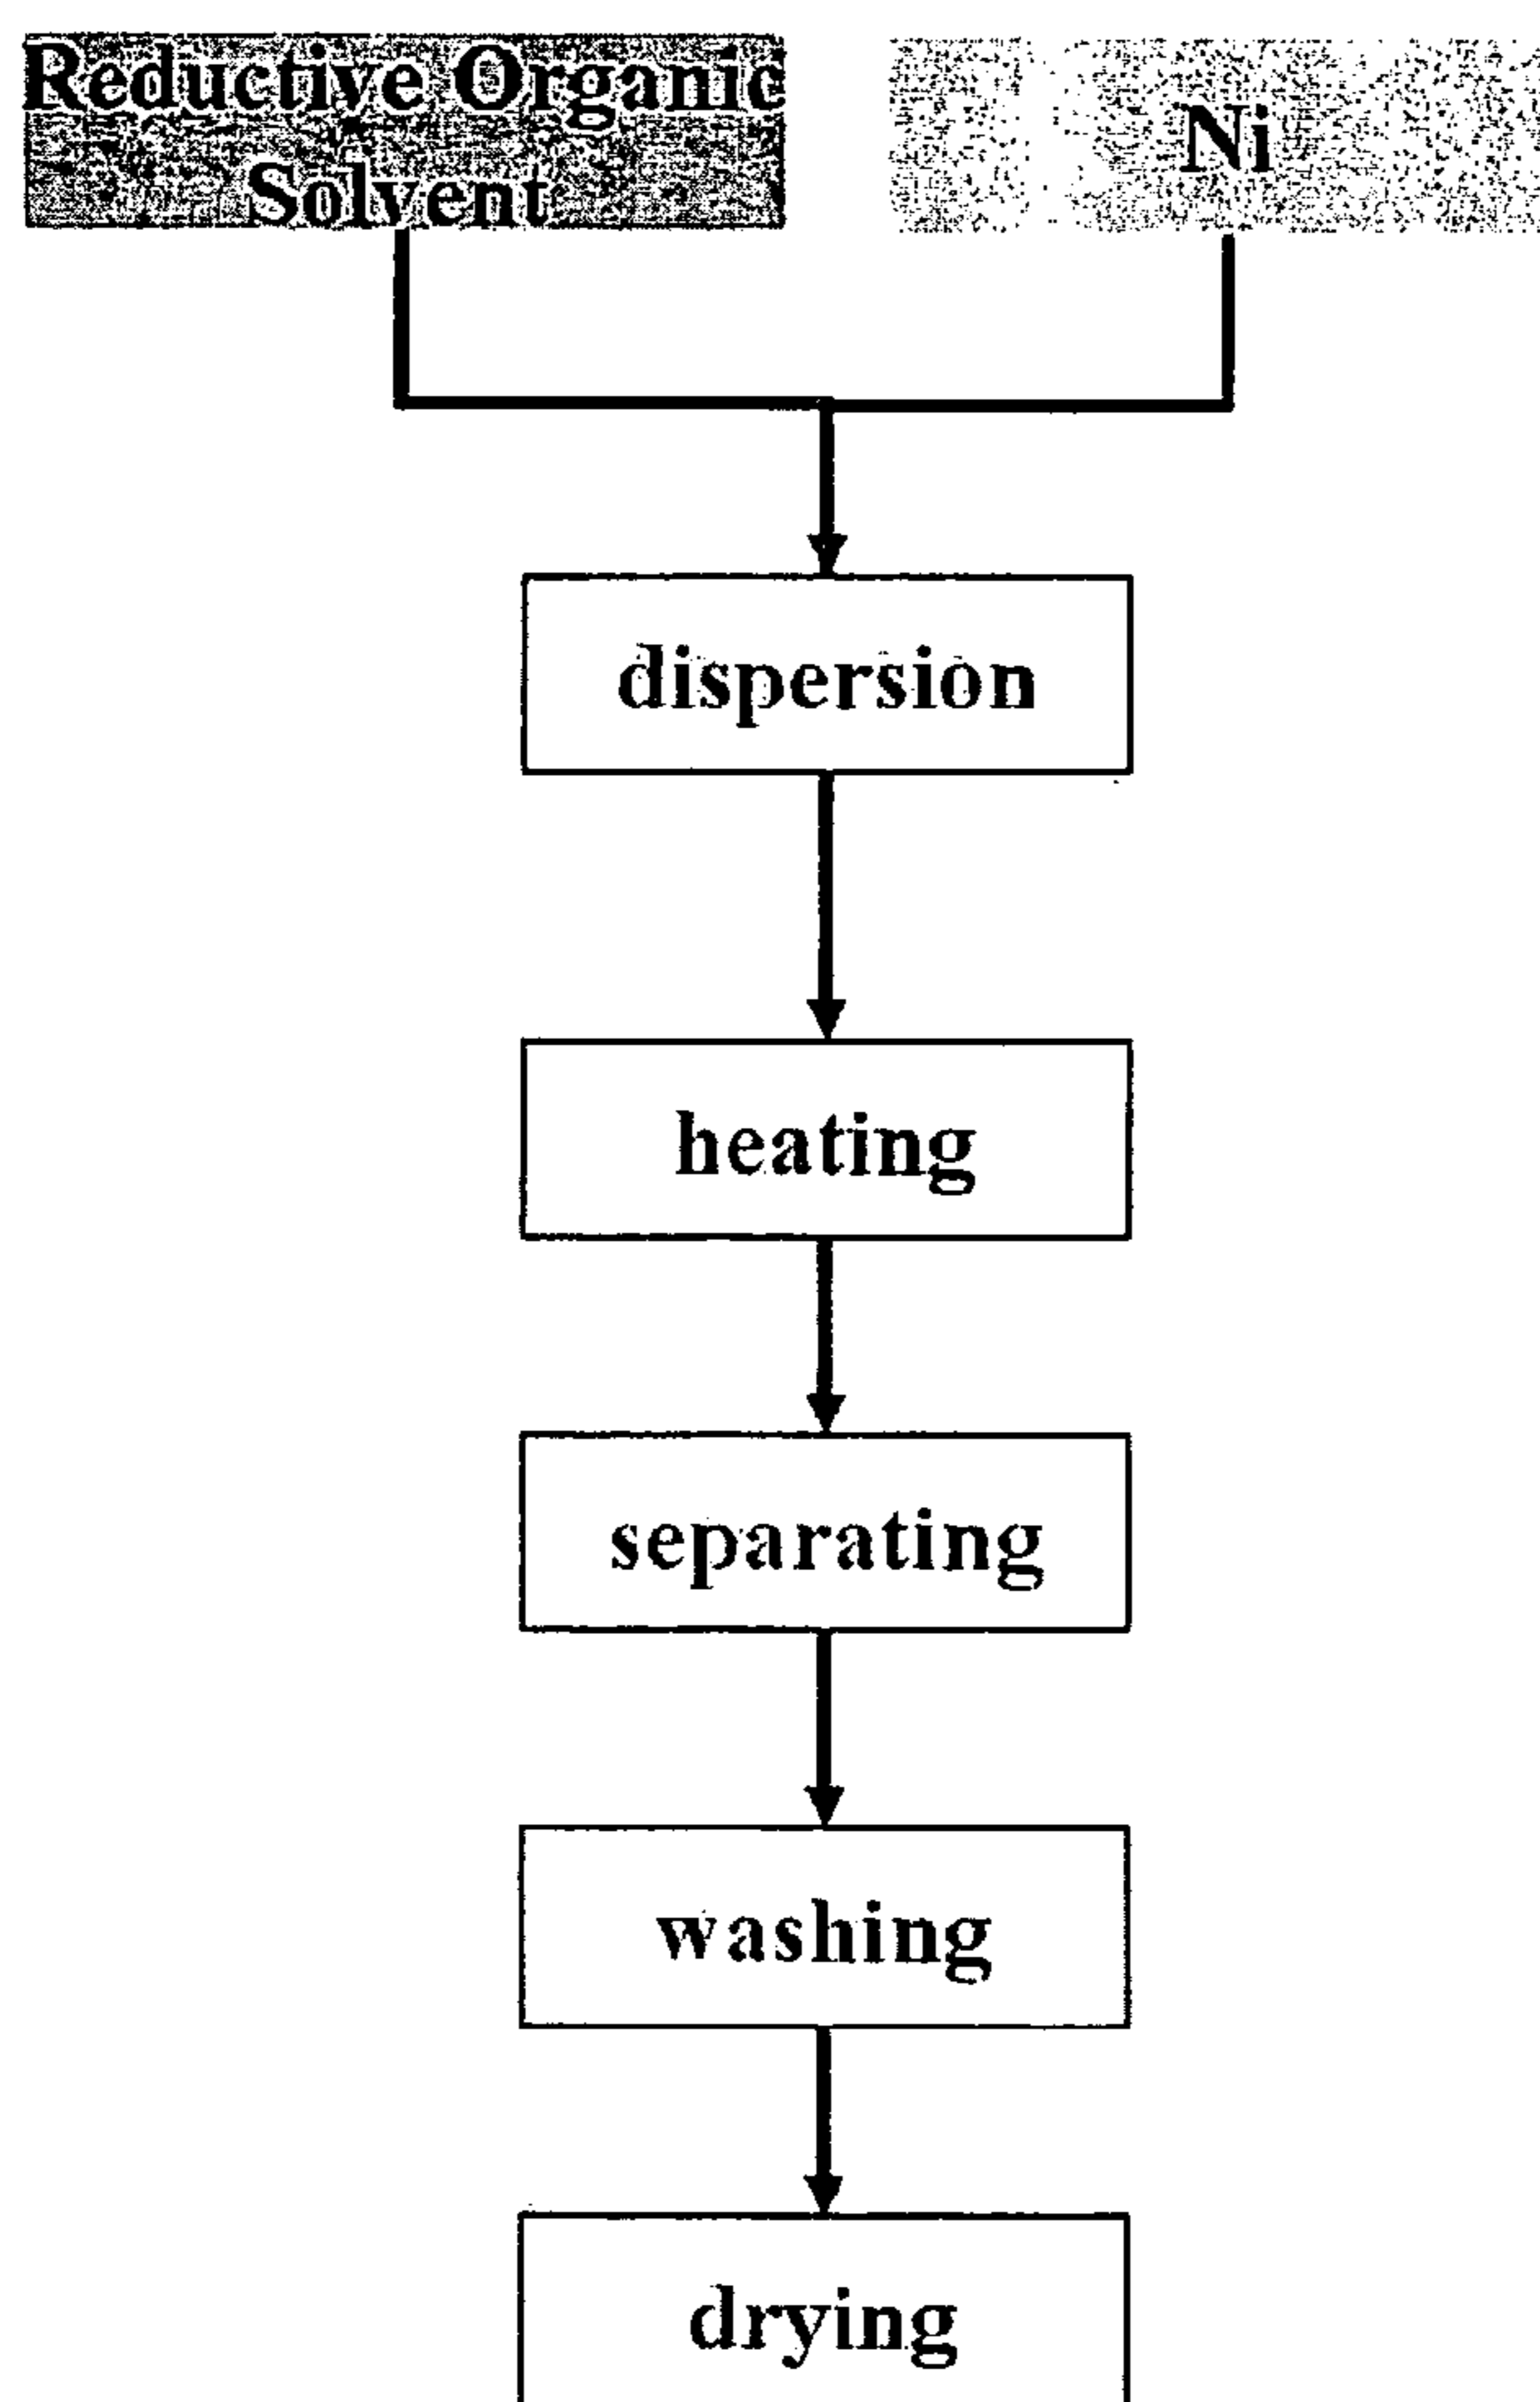 Reductive Organic
Solvent
Ni
dispersion
heating
separating
washing
drying